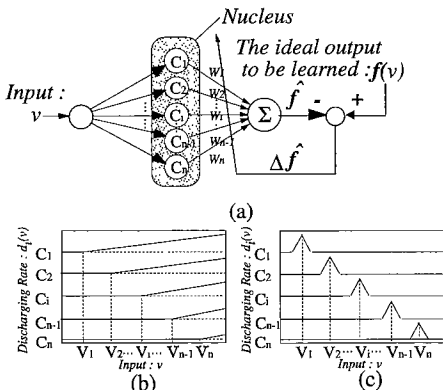 Nucleus
The ideal output
to be learned : f(v)
Input :
v
C1
C2
Ci
Cn-1
Cn
W1
W2
Wi
Wn-1
Wn
Σ
f̂
-
+
Δf̂
(a)
Discharging Rate : di(v)
C1
C2
Ci
Cn-1
Cn
V1 V2··· Vi··· Vn-1 Vn
Input : v
(b)
Discharging Rate : di(v)
C1
C2
Ci
Cn-1
Cn
V1 V2··· Vi··· Vn-1 Vn
Input : v
(c)